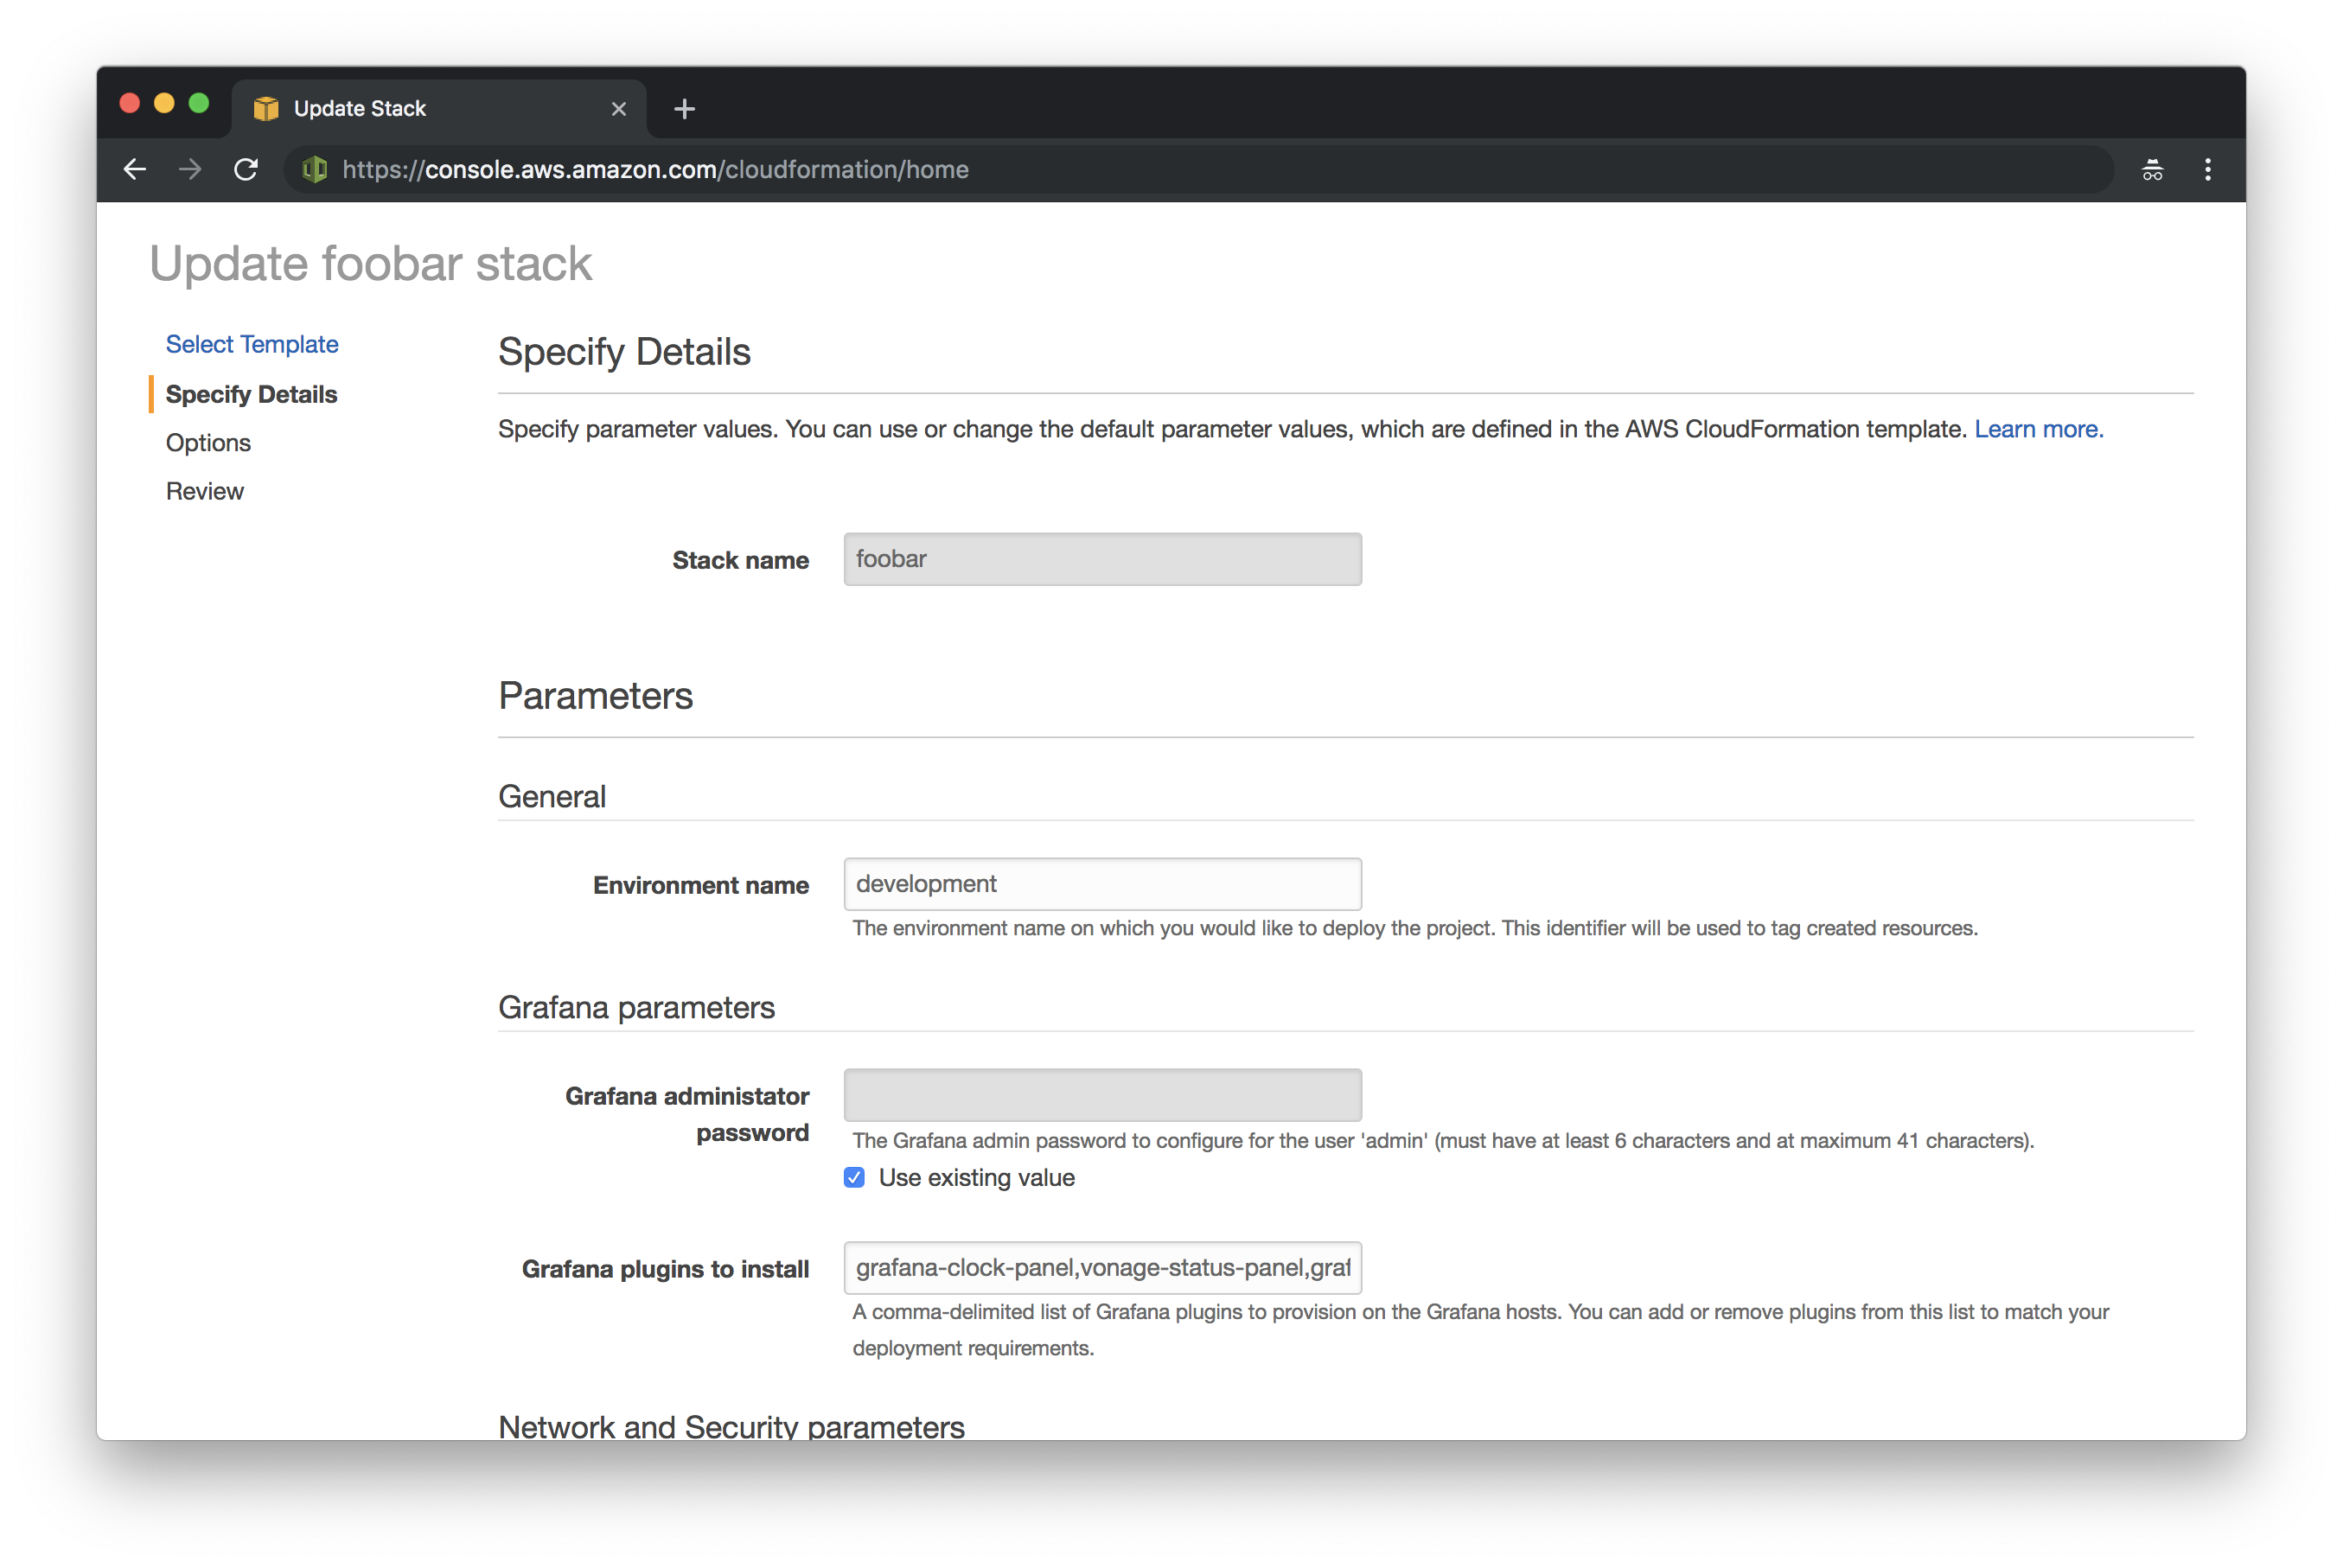 Update Stack
https://console.aws.amazon.com/cloudformation/home
Update foobar stack
Select Template
Specify Details
Options
Review
Specify Details
Specify parameter values. You can use or change the default parameter values, which are defined in the AWS CloudFormation template. Learn more.
Stack name
foobar
Parameters
General
Environment name
development
The environment name on which you would like to deploy the project. This identifier will be used to tag created resources.
Grafana parameters
Grafana administator
password
The Grafana admin password to configure for the user 'admin' (must have at least 6 characters and at maximum 41 characters).
Use existing value
Grafana plugins to install
grafana-clock-panel,vonage-status-panel,graf
A comma-delimited list of Grafana plugins to provision on the Grafana hosts. You can add or remove plugins from this list to match your
deployment requirements.
Network and Security parameters